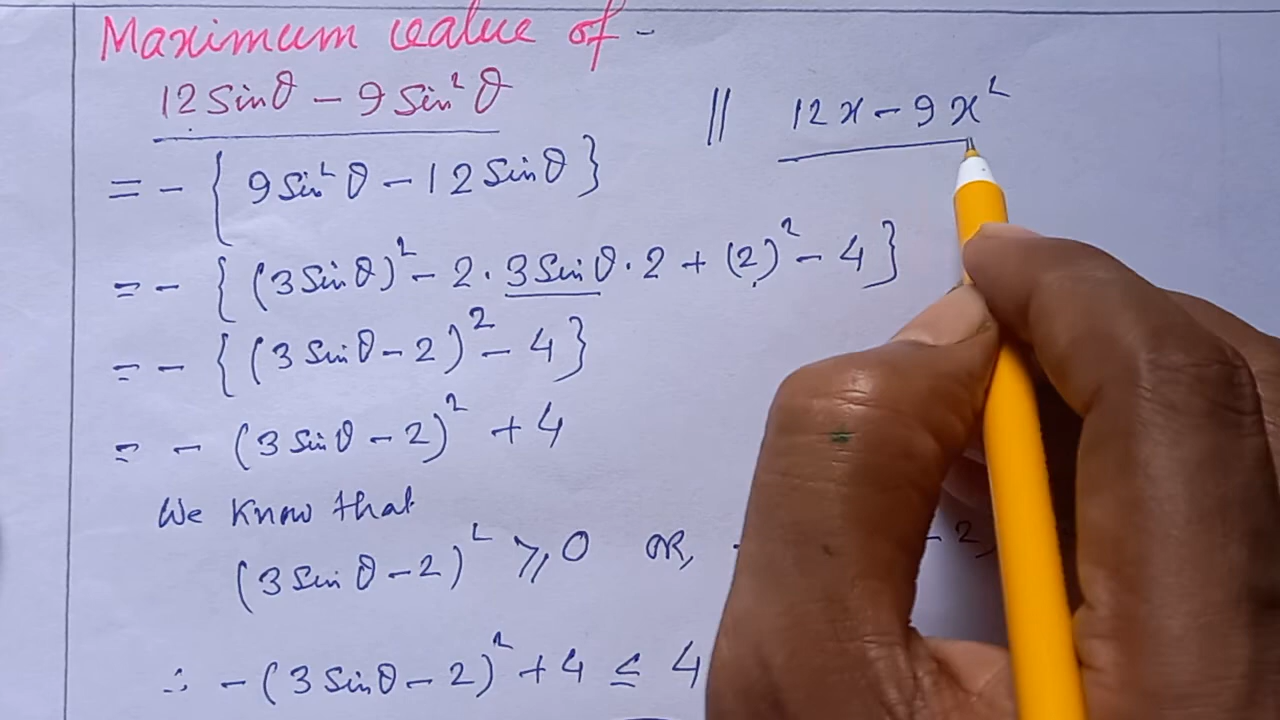 Maximum value of -
12 Sinθ - 9 Sin²θ
= - { 9 Sin²θ - 12 Sinθ }
= - { (3 Sinθ)² - 2 · 3 Sinθ · 2 + (2)² - 4 }
= - { (3 Sinθ - 2)² - 4 }
= - (3 Sinθ - 2)² + 4
We Know that
(3 Sinθ - 2)² ⩾ 0 OR, -
∴ - (3 Sinθ - 2)² + 4 ≤ 4
|| 12x - 9x²